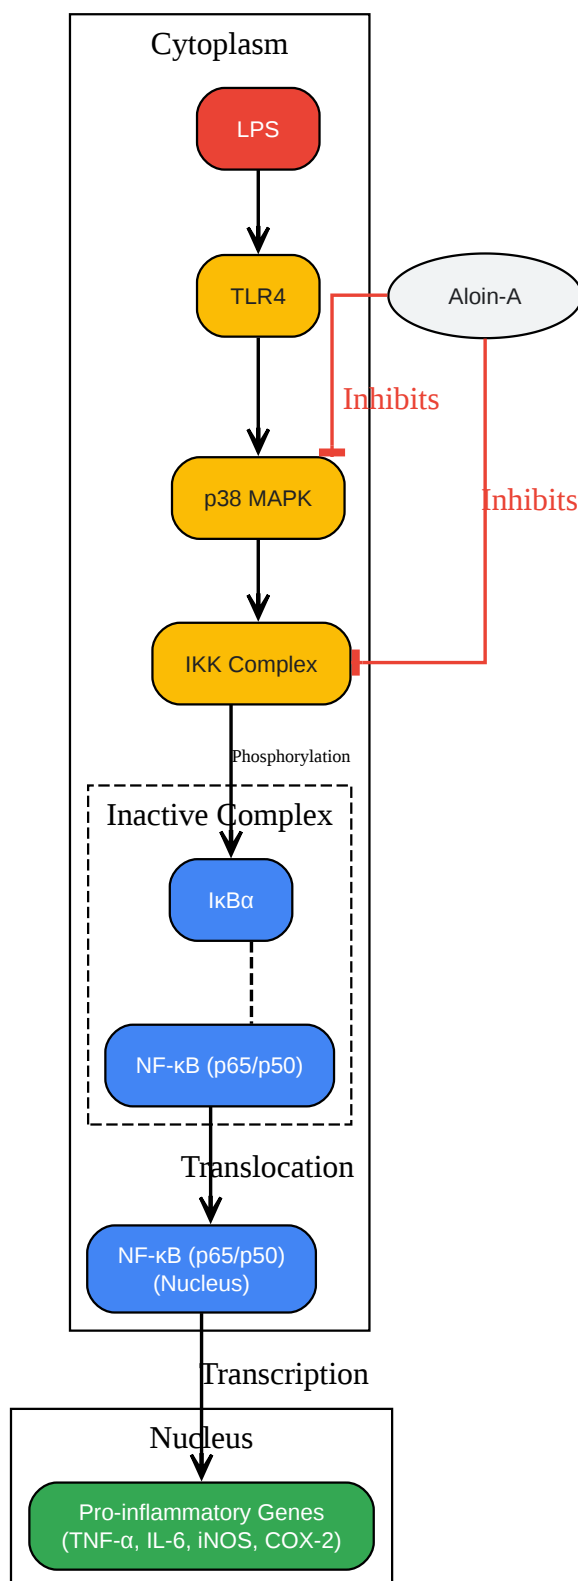 Cytoplasm
LPS
TLR4
Aloin-A
Inhibits
p38 MAPK
Inhibits
IKK Complex
Phosphorylation
Inactive Complex
IκBα
NF-κB (p65/p50)
Translocation
NF-κB (p65/p50)
(Nucleus)
Transcription
Nucleus
Pro-inflammatory Genes
(TNF-α, IL-6, iNOS, COX-2)